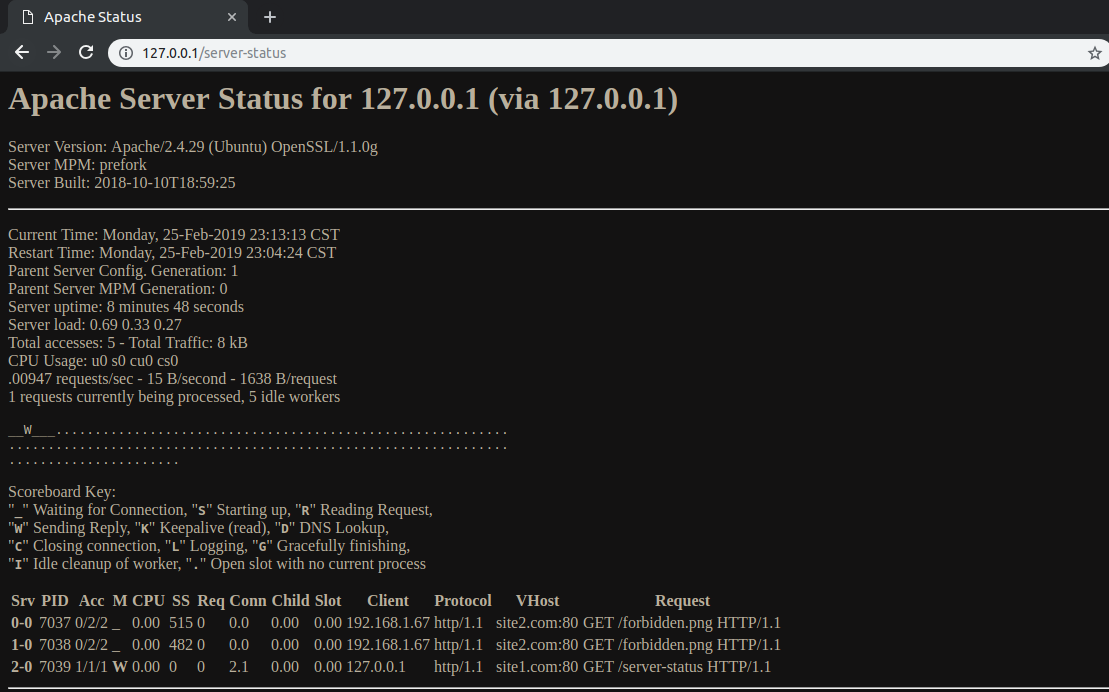 Apache Status
127.0.0.1/server-status
Apache Server Status for 127.0.0.1 (via 127.0.0.1)
Server Version: Apache/2.4.29 (Ubuntu) OpenSSL/1.1.0g
Server MPM: prefork
Server Built: 2018-10-10T18:59:25
Current Time: Monday, 25-Feb-2019 23:13:13 CST
Restart Time: Monday, 25-Feb-2019 23:04:24 CST
Parent Server Config. Generation: 1
Parent Server MPM Generation: 0
Server uptime: 8 minutes 48 seconds
Server load: 0.69 0.33 0.27
Total accesses: 5 - Total Traffic: 8 kB
CPU Usage: u0 s0 cu0 cs0
.00947 requests/sec - 15 B/second - 1638 B/request
1 requests currently being processed, 5 idle workers
__W___..........................................................
................................................................
......................
Scoreboard Key:
"_" Waiting for Connection, "S" Starting up, "R" Reading Request,
"W" Sending Reply, "K" Keepalive (read), "D" DNS Lookup,
"C" Closing connection, "L" Logging, "G" Gracefully finishing,
"I" Idle cleanup of worker, "." Open slot with no current process
Srv PID Acc M CPU SS Req Conn Child Slot Client Protocol VHost Request
0-0 7037 0/2/2 _ 0.00 515 0 0.0 0.00 0.00 192.168.1.67 http/1.1 site2.com:80 GET /forbidden.png HTTP/1.1
1-0 7038 0/2/2 _ 0.00 482 0 0.0 0.00 0.00 192.168.1.67 http/1.1 site2.com:80 GET /forbidden.png HTTP/1.1
2-0 7039 1/1/1 W 0.00 0 0 2.1 0.00 0.00 127.0.0.1 http/1.1 site1.com:80 GET /server-status HTTP/1.1